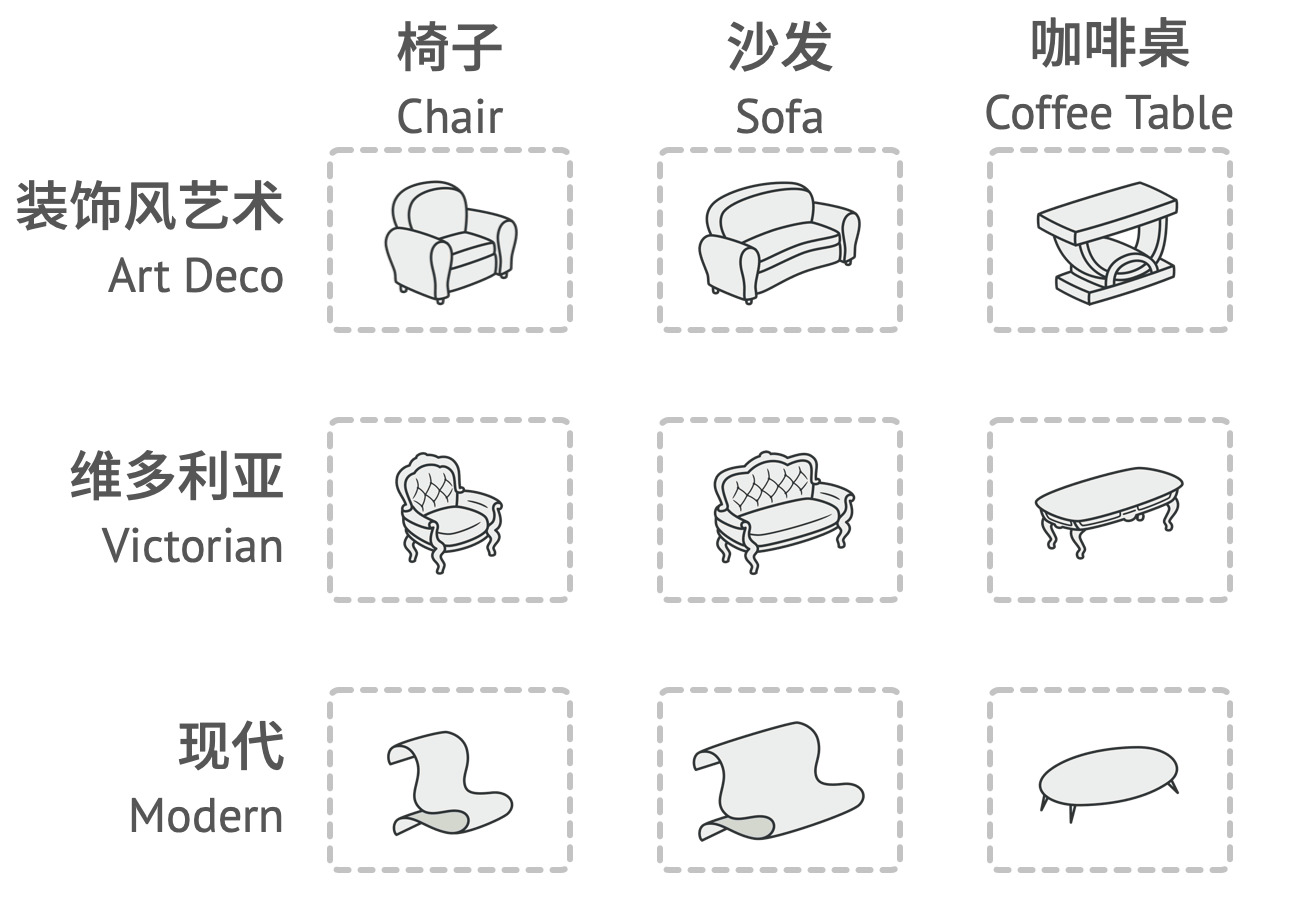 椅子
Chair
沙发
Sofa
咖啡桌
Coffee Table
装饰风艺术
Art Deco
维多利亚
Victorian
现代
Modern